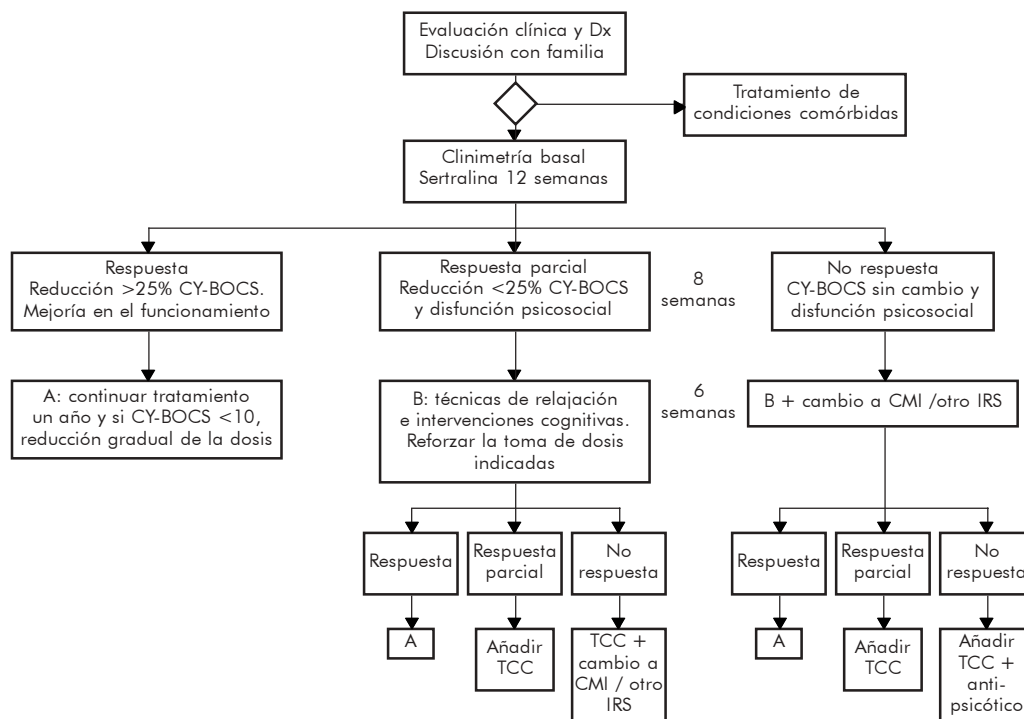 Evaluación clínica y Dx
Discusión con familia
Tratamiento de
condiciones comórbidas
Clinimetría basal
Sertralina 12 semanas
Respuesta
Reducción >25% CY-BOCS.
Mejoría en el funcionamiento
Respuesta parcial
Reducción <25% CY-BOCS
y disfunción psicosocial
8
semanas
No respuesta
CY-BOCS sin cambio y
disfunción psicosocial
A: continuar tratamiento
un año y si CY-BOCS <10,
reducción gradual de la dosis
B: técnicas de relajación
e intervenciones cognitivas.
Reforzar la toma de dosis
indicadas
6
semanas
B + cambio a CMI /otro IRS
Respuesta
Respuesta
parcial
No
respuesta
Respuesta
Respuesta
parcial
No
respuesta
A
Añadir
TCC
TCC +
cambio a
CMI / otro
IRS
A
Añadir
TCC
Añadir
TCC +
anti-
psicótico